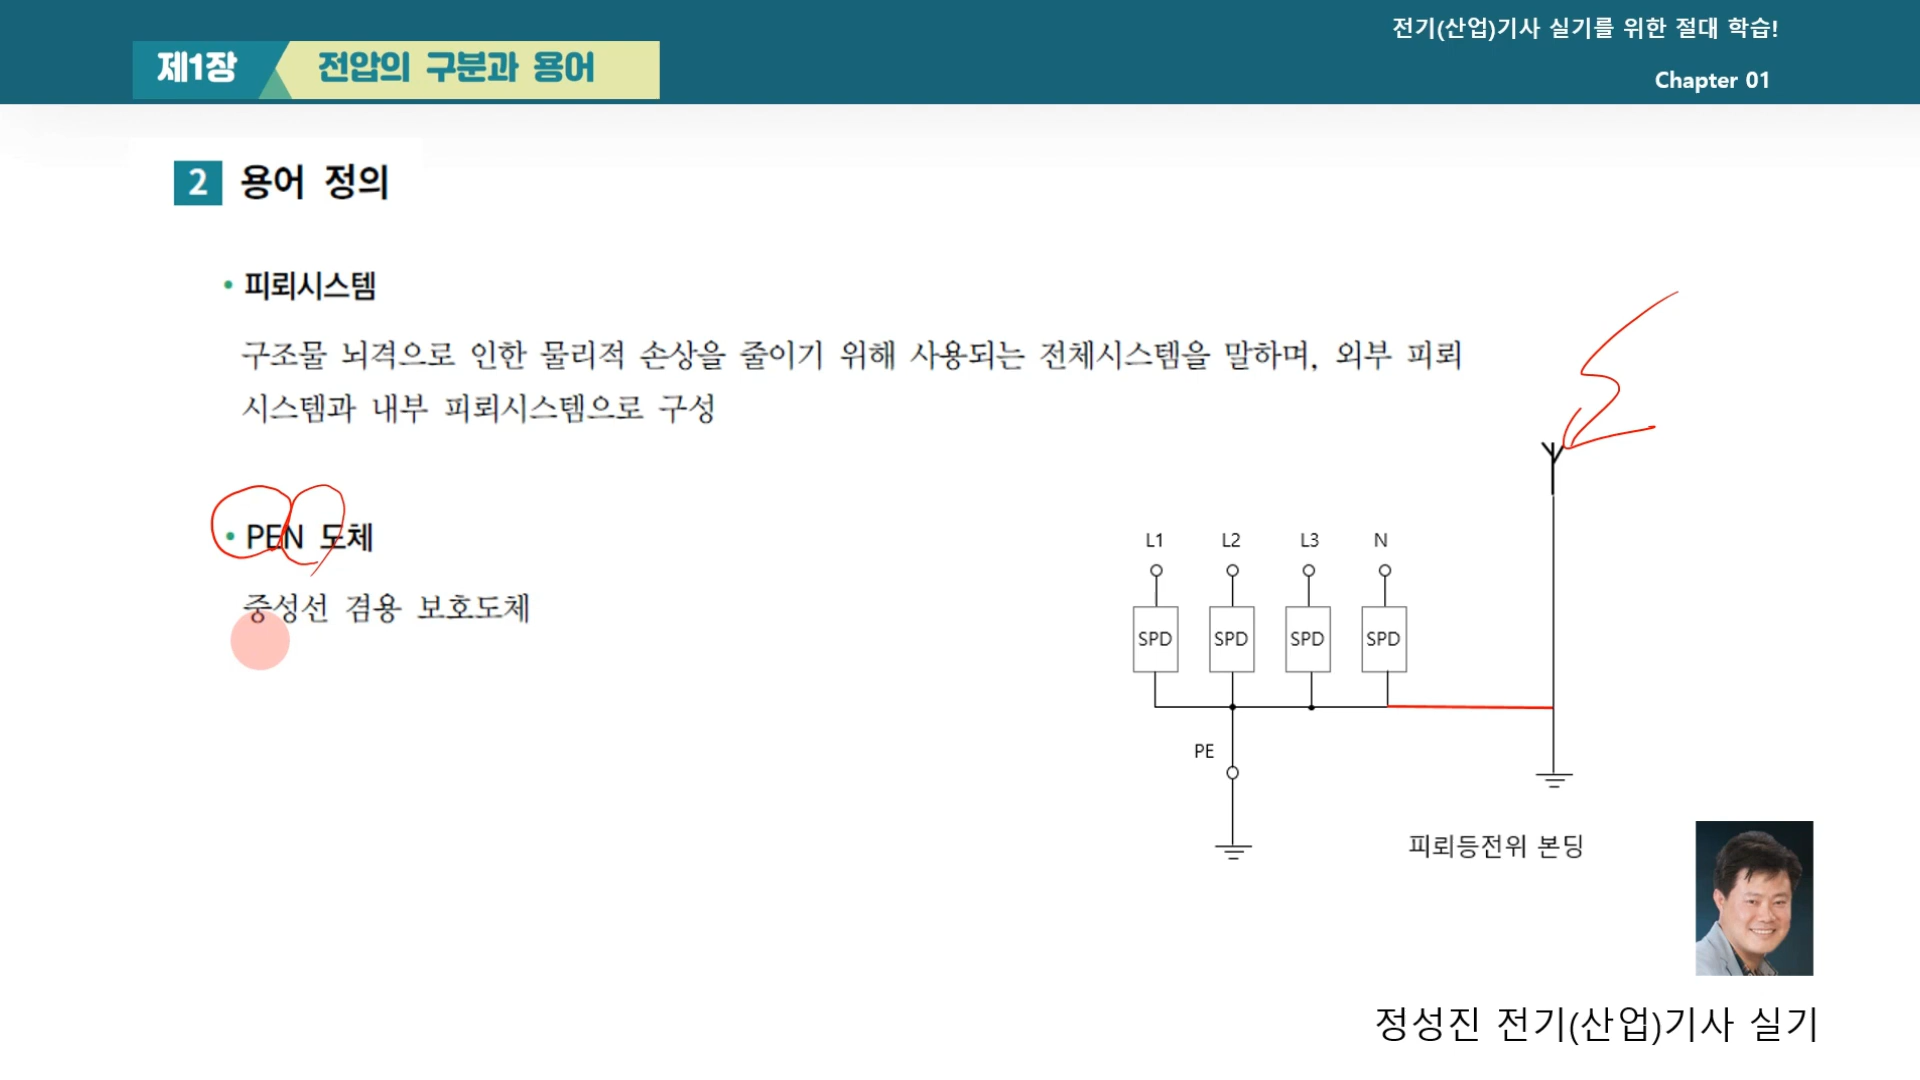 전기(산업)기사 실기를 위한 절대 학습!
제1장 전압의 구분과 용어
Chapter 01
2 용어 정의
• 피뢰시스템
구조물 뇌격으로 인한 물리적 손상을 줄이기 위해 사용되는 전체시스템을 말하며, 외부 피뢰
시스템과 내부 피뢰시스템으로 구성
• PEN 도체
중성선 겸용 보호도체
L1 L2 L3 N
SPD SPD SPD SPD
PE
피뢰등전위 본딩
정성진 전기(산업)기사 실기